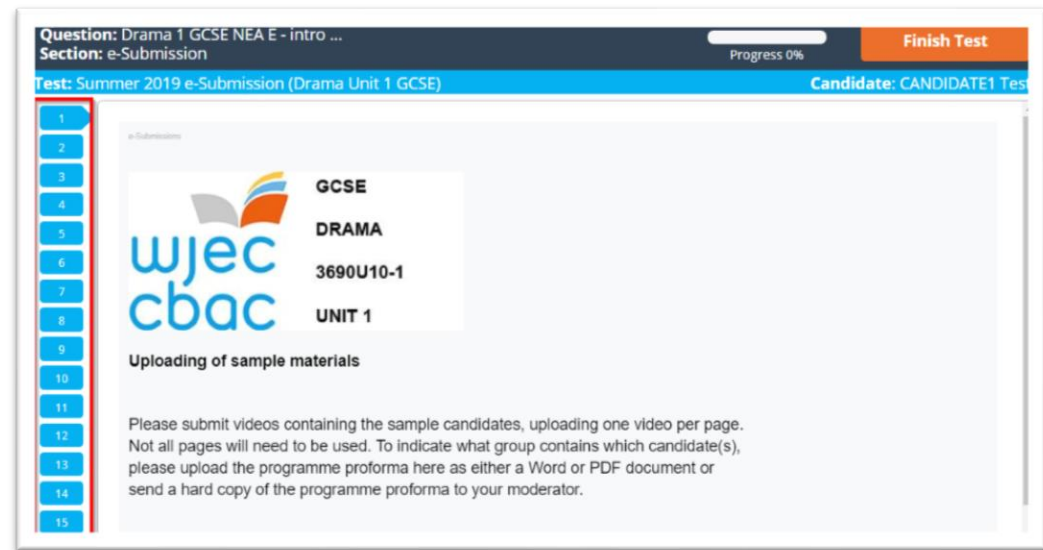 Question: Drama 1 GCSE NEA E - intro ...
Section: e-Submission
Progress 0%
Finish Test
Test: Summer 2019 e-Submission (Drama Unit 1 GCSE)
Candidate: CANDIDATE1 Test
1
2
3
4
5
6
7
8
9
10
11
12
13
14
15
e-Submissions
wjec
cbac
GCSE
DRAMA
3690U10-1
UNIT 1
Uploading of sample materials
Please submit videos containing the sample candidates, uploading one video per page.
Not all pages will need to be used. To indicate what group contains which candidate(s),
please upload the programme proforma here as either a Word or PDF document or
send a hard copy of the programme proforma to your moderator.